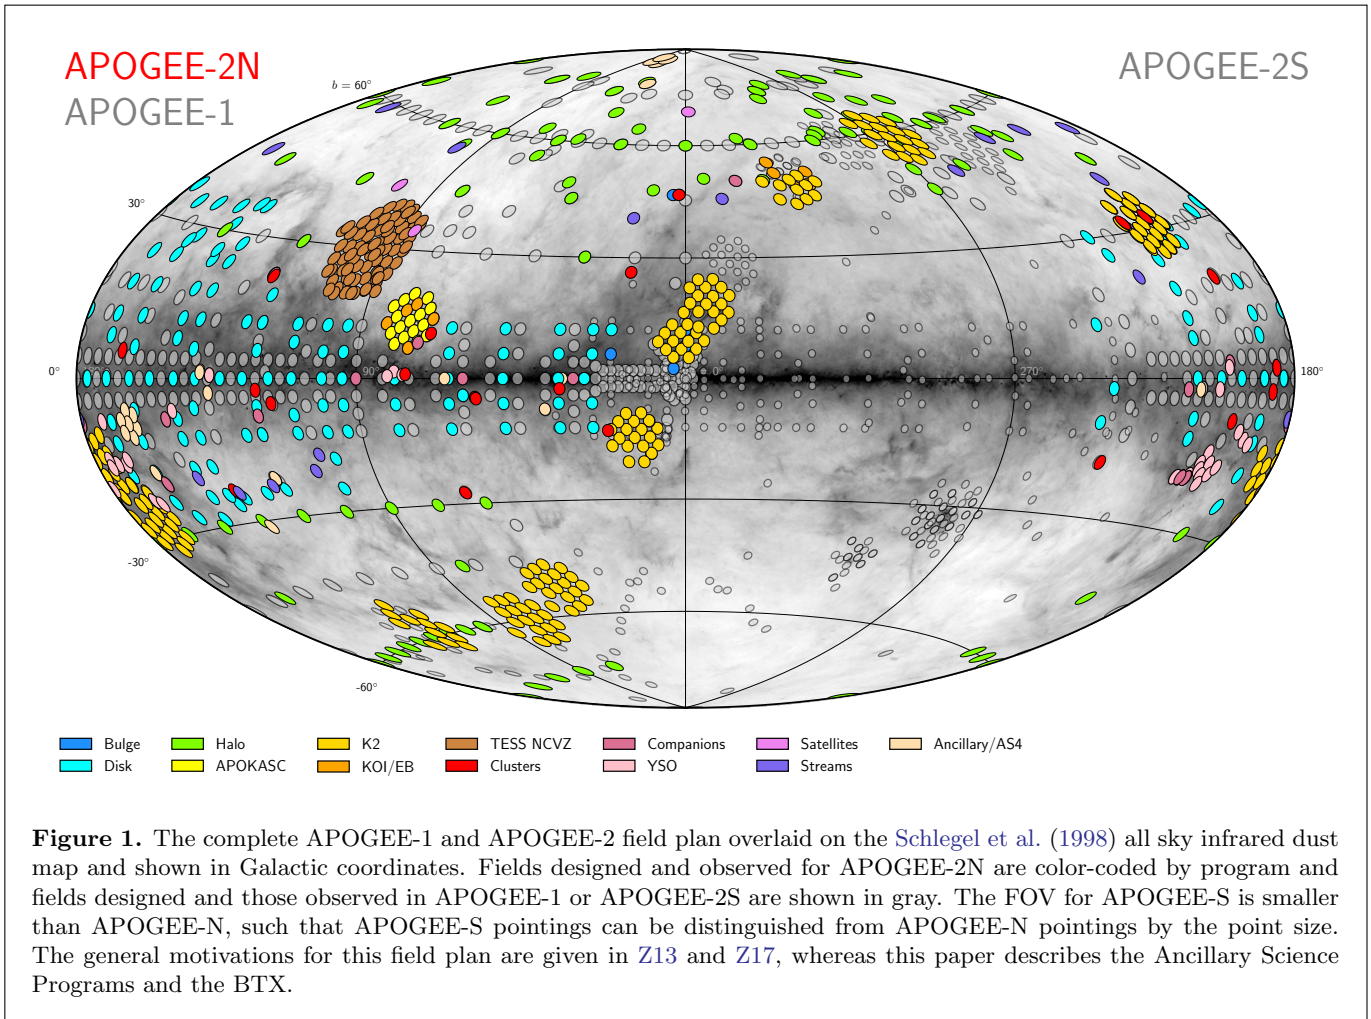 APOGEE-2N
APOGEE-1
APOGEE-2S
b = 60°
30°
0°
90°
0°
270°
180°
-30°
-60°
Bulge
Halo
K2
TESS NCVZ
Companions
Satellites
Ancillary/AS4
Disk
APOKASC
KOI/EB
Clusters
YSO
Streams
Figure 1. The complete APOGEE-1 and APOGEE-2 field plan overlaid on the Schlegel et al. (1998) all sky infrared dust
map and shown in Galactic coordinates. Fields designed and observed for APOGEE-2N are color-coded by program and
fields designed and those observed in APOGEE-1 or APOGEE-2S are shown in gray. The FOV for APOGEE-S is smaller
than APOGEE-N, such that APOGEE-S pointings can be distinguished from APOGEE-N pointings by the point size.
The general motivations for this field plan are given in Z13 and Z17, whereas this paper describes the Ancillary Science
Programs and the BTX.